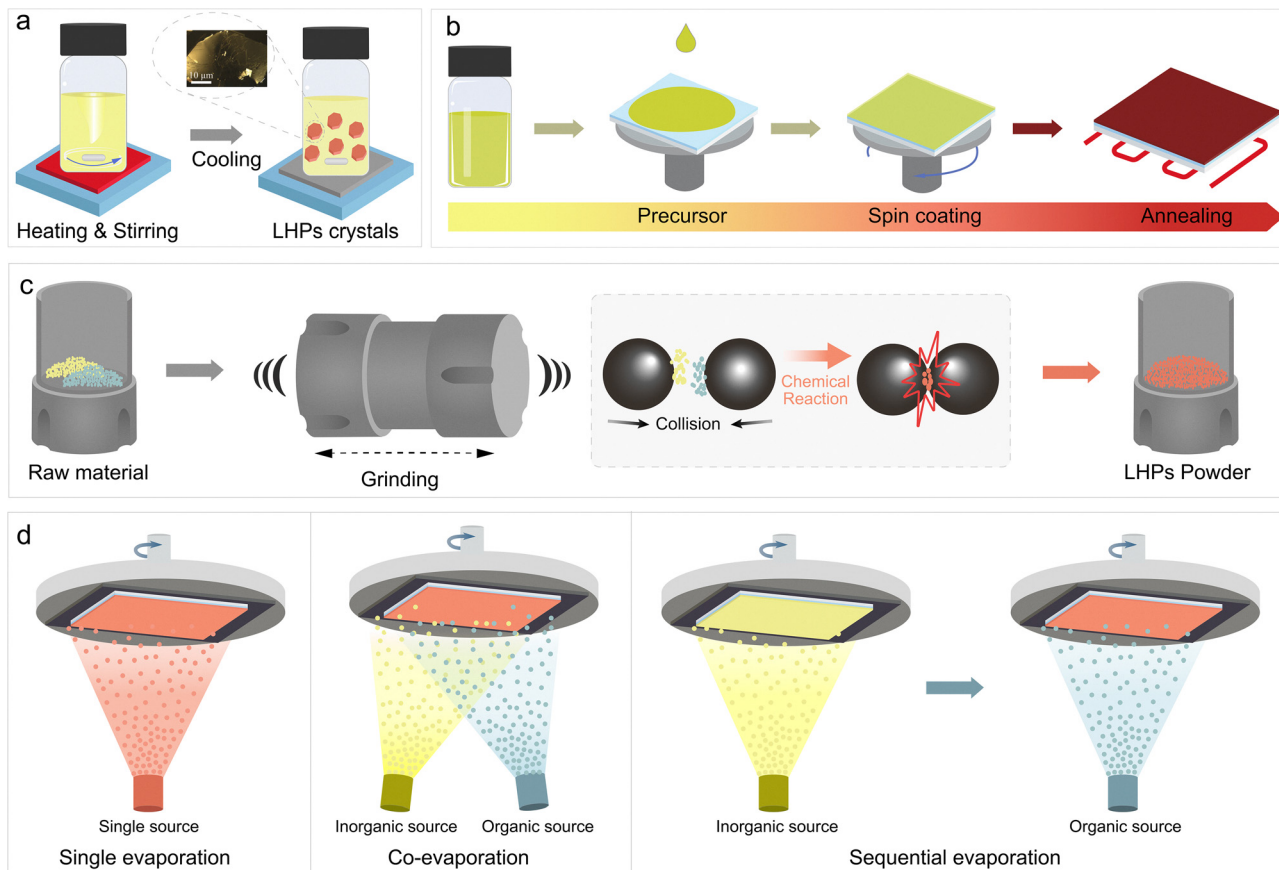 a
10 μm
Cooling
Heating & Stirring
LHPs crystals
b
Precursor
Spin coating
Annealing
c
Raw material
Grinding
Collision
Chemical
Reaction
LHPs Powder
d
Single source
Single evaporation
Inorganic source
Organic source
Co-evaporation
Inorganic source
Organic source
Sequential evaporation